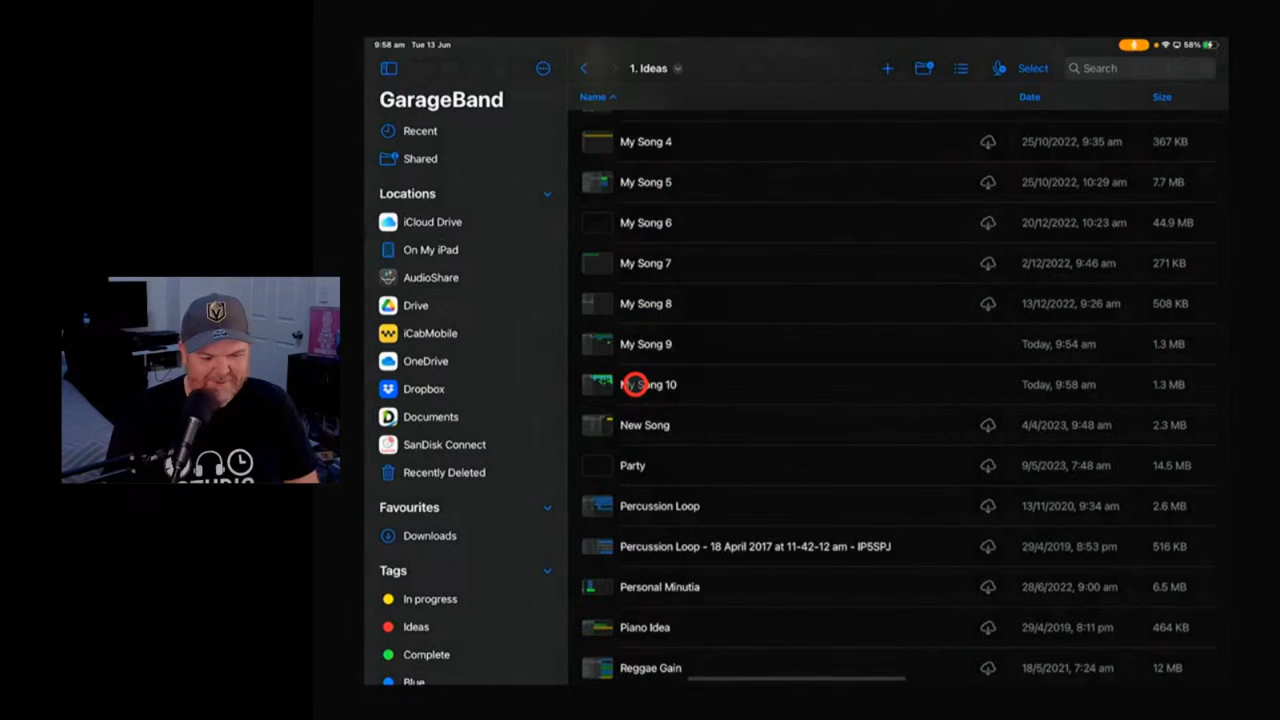 9:58 am Tue 13 Jun
58%
GarageBand
Recent
Shared
Locations
iCloud Drive
On My iPad
AudioShare
Drive
iCabMobile
OneDrive
Dropbox
Documents
SanDisk Connect
Recently Deleted
Favourites
Downloads
Tags
In progress
Ideas
Complete
Blue
1. Ideas
Select
Search
Name Date Size
My Song 4 25/10/2022, 9:35 am 367 KB
My Song 5 25/10/2022, 10:29 am 7.7 MB
My Song 6 20/12/2022, 10:23 am 44.9 MB
My Song 7 2/12/2022, 9:46 am 271 KB
My Song 8 13/12/2022, 9:26 am 508 KB
My Song 9 Today, 9:54 am 1.3 MB
My Song 10 Today, 9:58 am 1.3 MB
New Song 4/4/2023, 9:48 am 2.3 MB
Party 9/5/2023, 7:48 am 14.5 MB
Percussion Loop 13/11/2020, 9:34 am 2.6 MB
Percussion Loop - 18 April 2017 at 11-42-12 am - IP5SPJ 29/4/2019, 8:53 pm 516 KB
Personal Minutia 28/6/2022, 9:00 am 6.5 MB
Piano Idea 29/4/2019, 8:11 pm 464 KB
Reggae Gain 18/5/2021, 7:24 am 12 MB